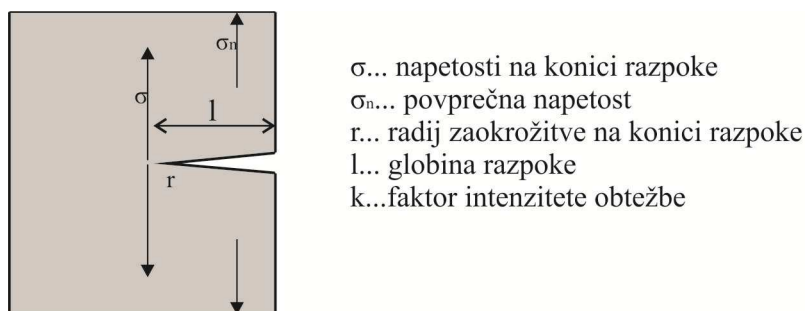 σn
σ
l
r
σ... napetosti na konici razpoke
σn... povprečna napetost
r... radij zaokrožitve na konici razpoke
l... globina razpoke
k...faktor intenzitete obtežbe